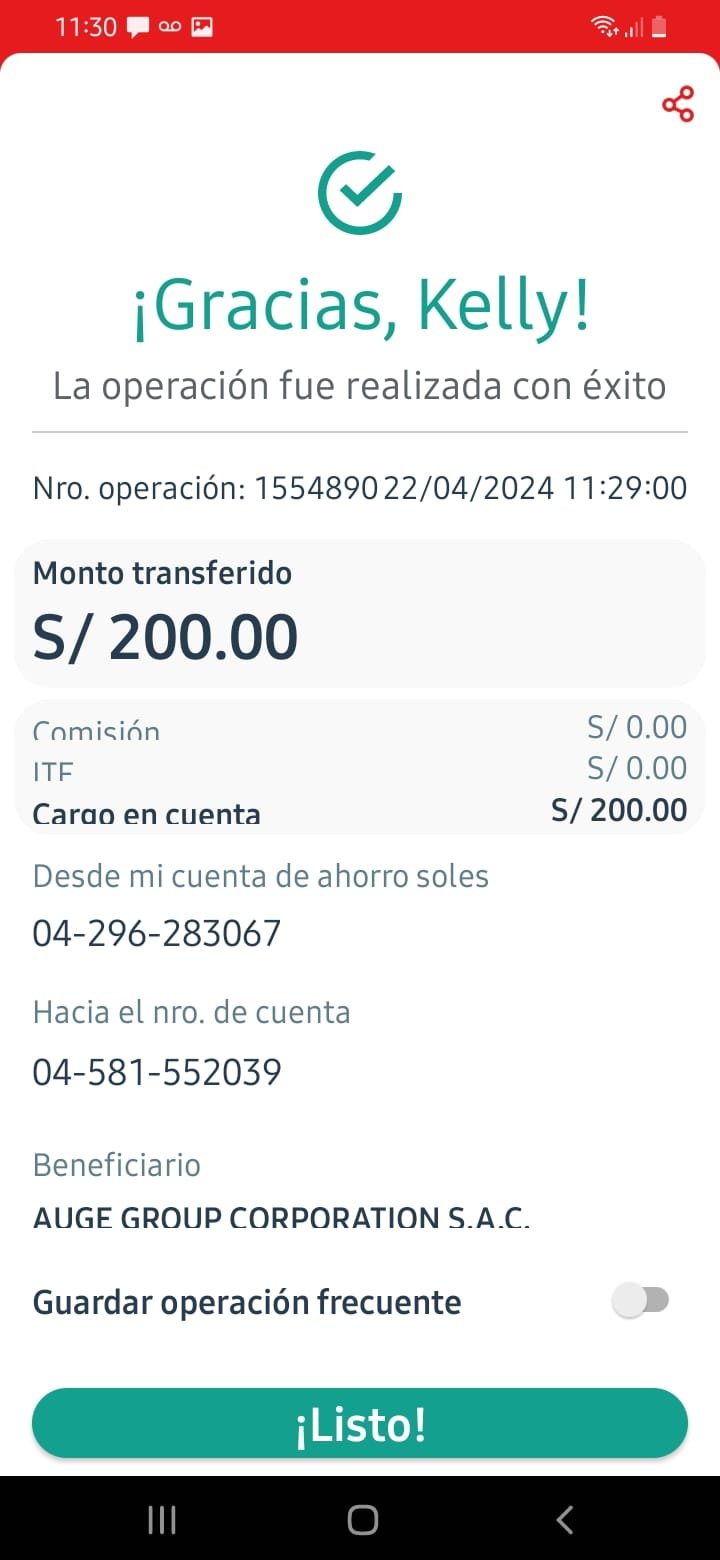 11:30
¡Gracias, Kelly!
La operación fue realizada con éxito
Nro. operación: 1554890 22/04/2024 11:29:00
Monto transferido
S/ 200.00
Comisión S/ 0.00
ITF S/ 0.00
Cargo en cuenta S/ 200.00
Desde mi cuenta de ahorro soles
04-296-283067
Hacia el nro. de cuenta
04-581-552039
Beneficiario
AUGE GROUP CORPORATION S.A.C.
Guardar operación frecuente
¡Listo!